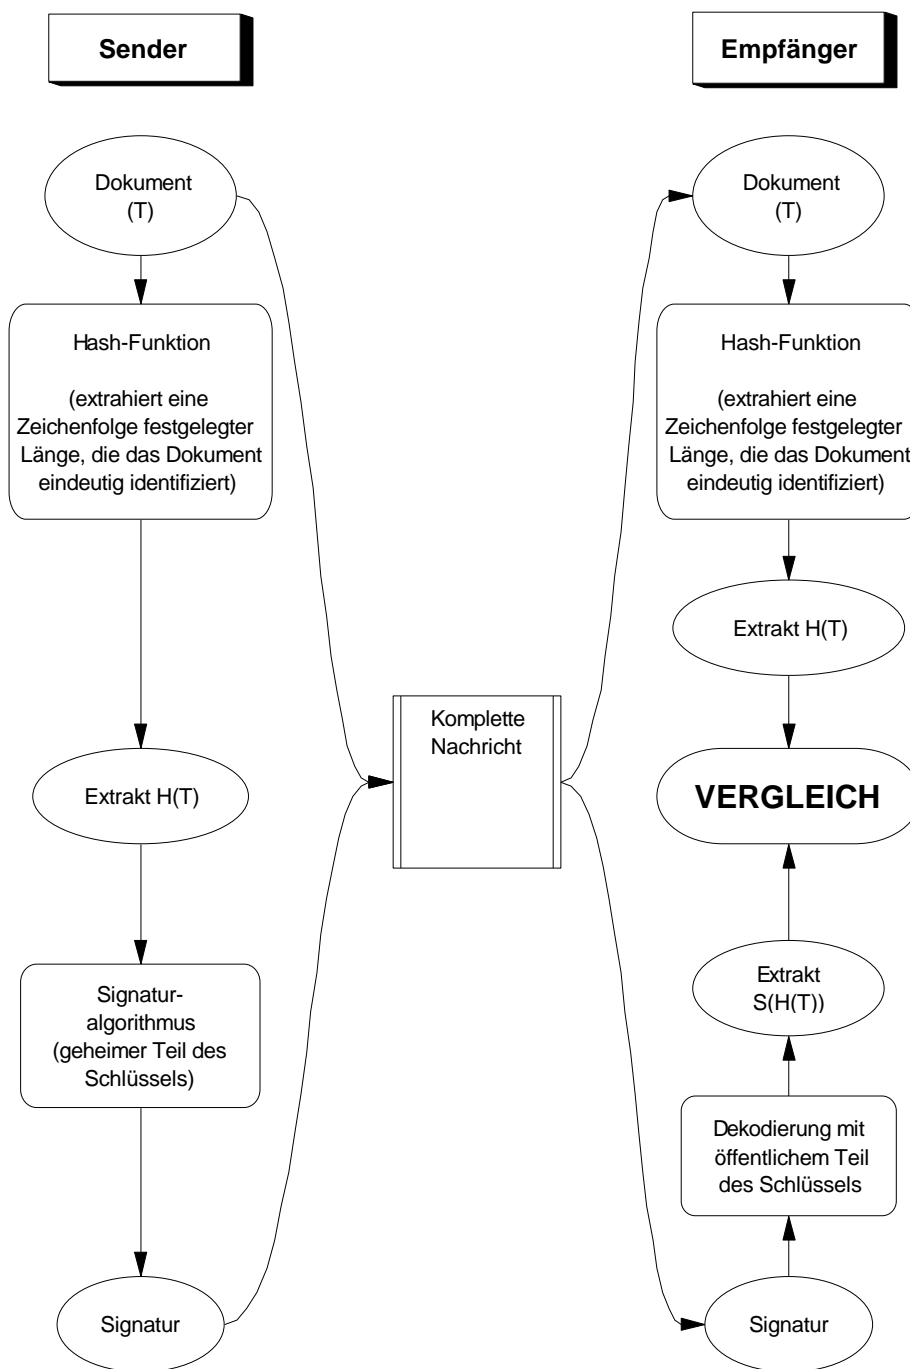 Sender
Dokument
(T)
Hash-Funktion
(extrahiert eine
Zeichenfolge festgelegter
Länge, die das Dokument
eindeutig identifiziert)
Extrakt H(T)
Signatur-
algorithmus
(geheimer Teil des
Schlüssels)
Signatur
Komplette
Nachricht
Empfänger
Dokument
(T)
Hash-Funktion
(extrahiert eine
Zeichenfolge festgelegter
Länge, die das Dokument
eindeutig identifiziert)
Extrakt H(T)
VERGLEICH
Extrakt
S(H(T))
Dekodierung mit
öffentlichem Teil
des Schlüssels
Signatur